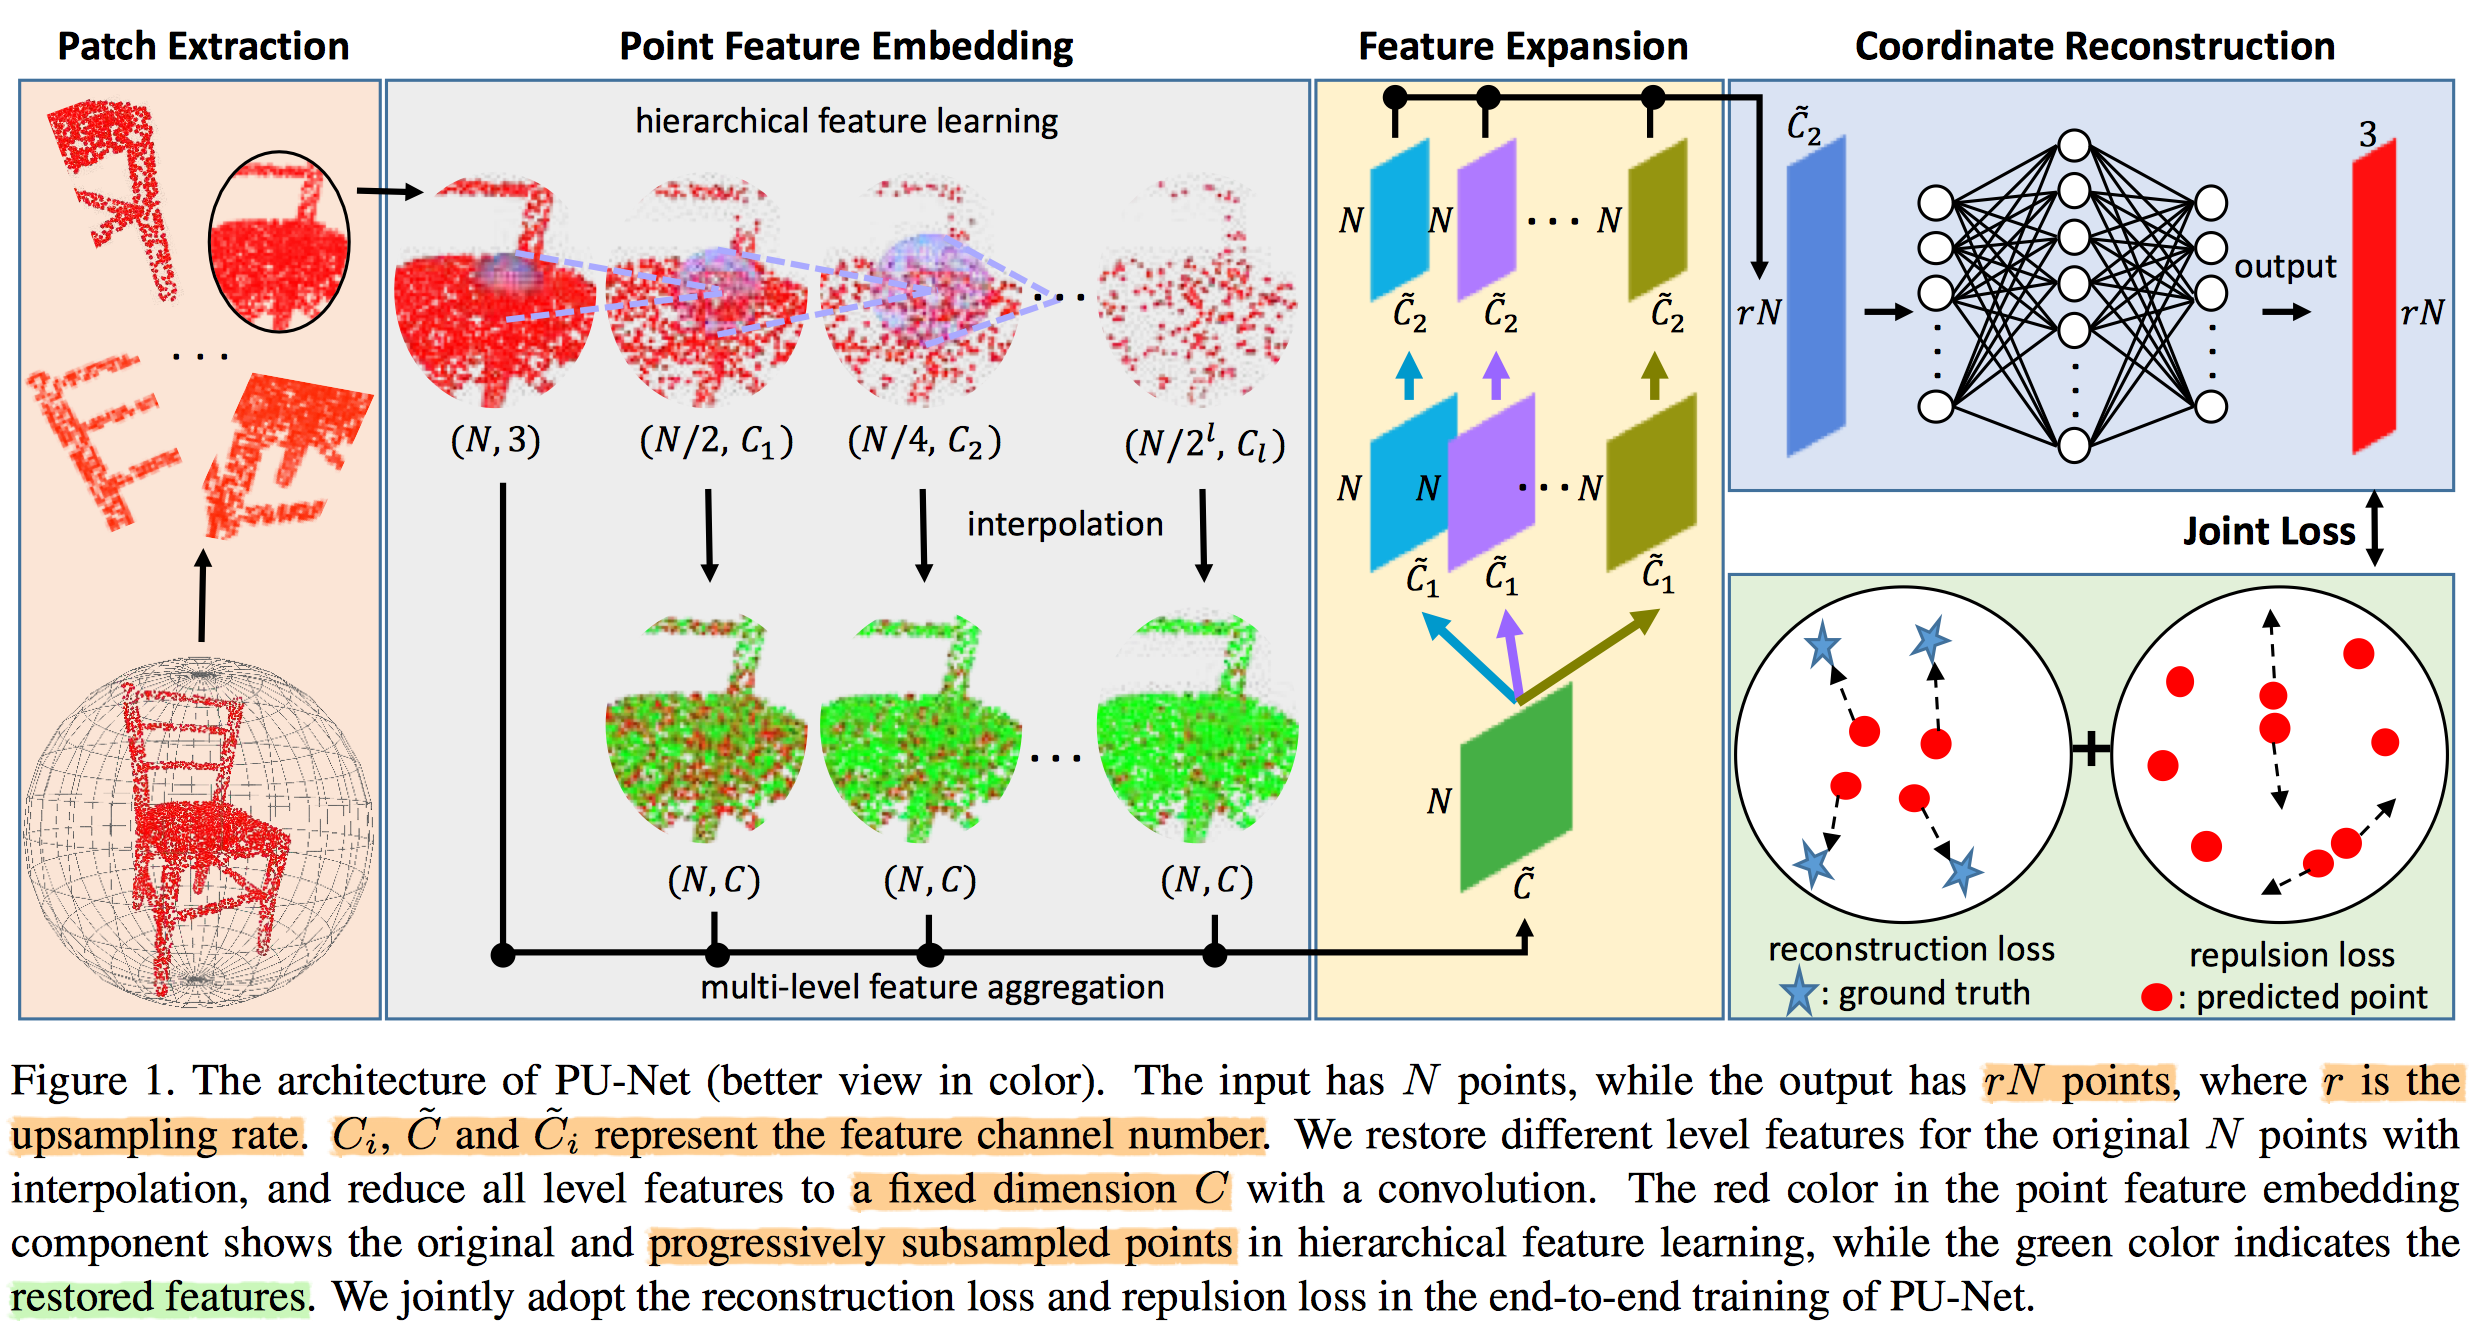 Patch Extraction
Point Feature Embedding
Feature Expansion
Coordinate Reconstruction
hierarchical feature learning
(N, 3)
(N/2, C₁)
(N/4, C₂)
(N/2ˡ, Cₗ)
interpolation
(N, C)
(N, C)
(N, C)
multi-level feature aggregation
N
N
N
C̃₂
C̃₂
C̃₂
N
N
N
C̃₁
C̃₁
C̃₁
N
C̃
C̃₂
rN
output
3
rN
Joint Loss
reconstruction loss
repulsion loss
: ground truth
: predicted point
Figure 1. The architecture of PU-Net (better view in color). The input has N points, while the output has rN points, where r is the
upsampling rate. Cᵢ, C̃ and C̃ᵢ represent the feature channel number. We restore different level features for the original N points with
interpolation, and reduce all level features to a fixed dimension C with a convolution. The red color in the point feature embedding
component shows the original and progressively subsampled points in hierarchical feature learning, while the green color indicates the
restored features. We jointly adopt the reconstruction loss and repulsion loss in the end-to-end training of PU-Net.